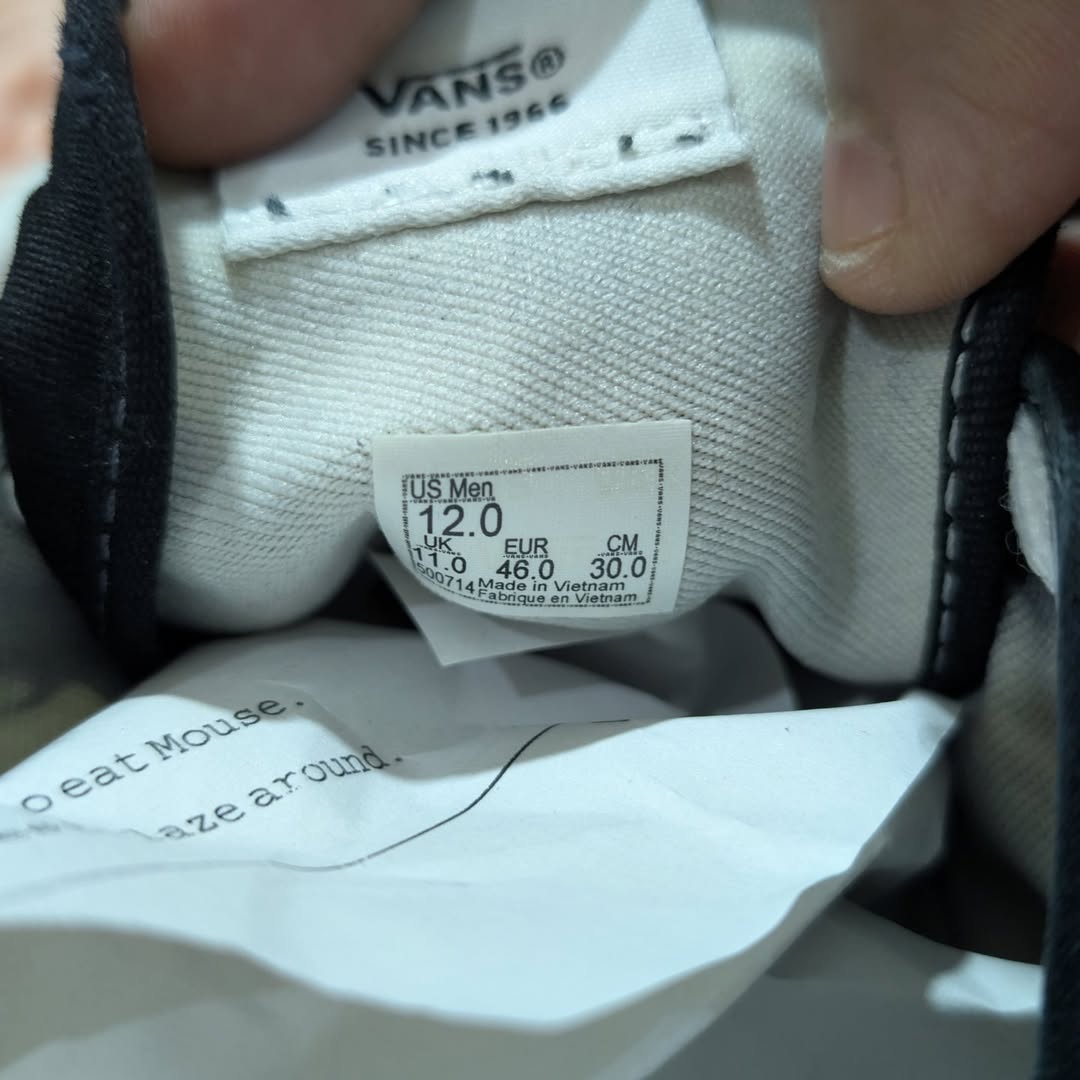 VANS®
SINCE 1966
US Men
12.0
UK EUR CM
11.0 46.0 30.0
500714 Made in Vietnam
Fabrique en Vietnam
eat Mouse.
around.